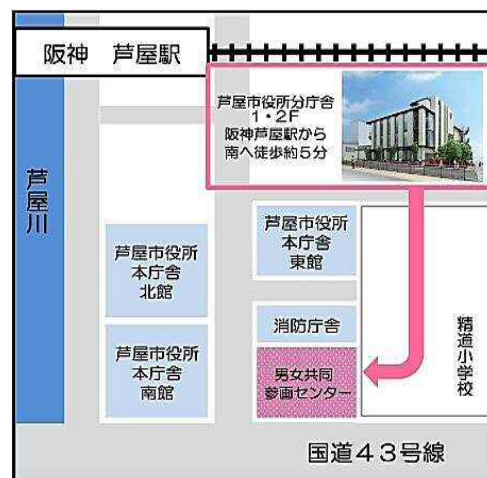 阪神 芦屋駅
芦屋市役所分庁舎
1・2F
阪神芦屋駅から
南へ徒歩約5分
芦屋川
芦屋市役所
本庁舎
北館
芦屋市役所
本庁舎
東館
消防庁舎
芦屋市役所
本庁舎
南館
男女共同
参画センター
精道小学校
国道43号線